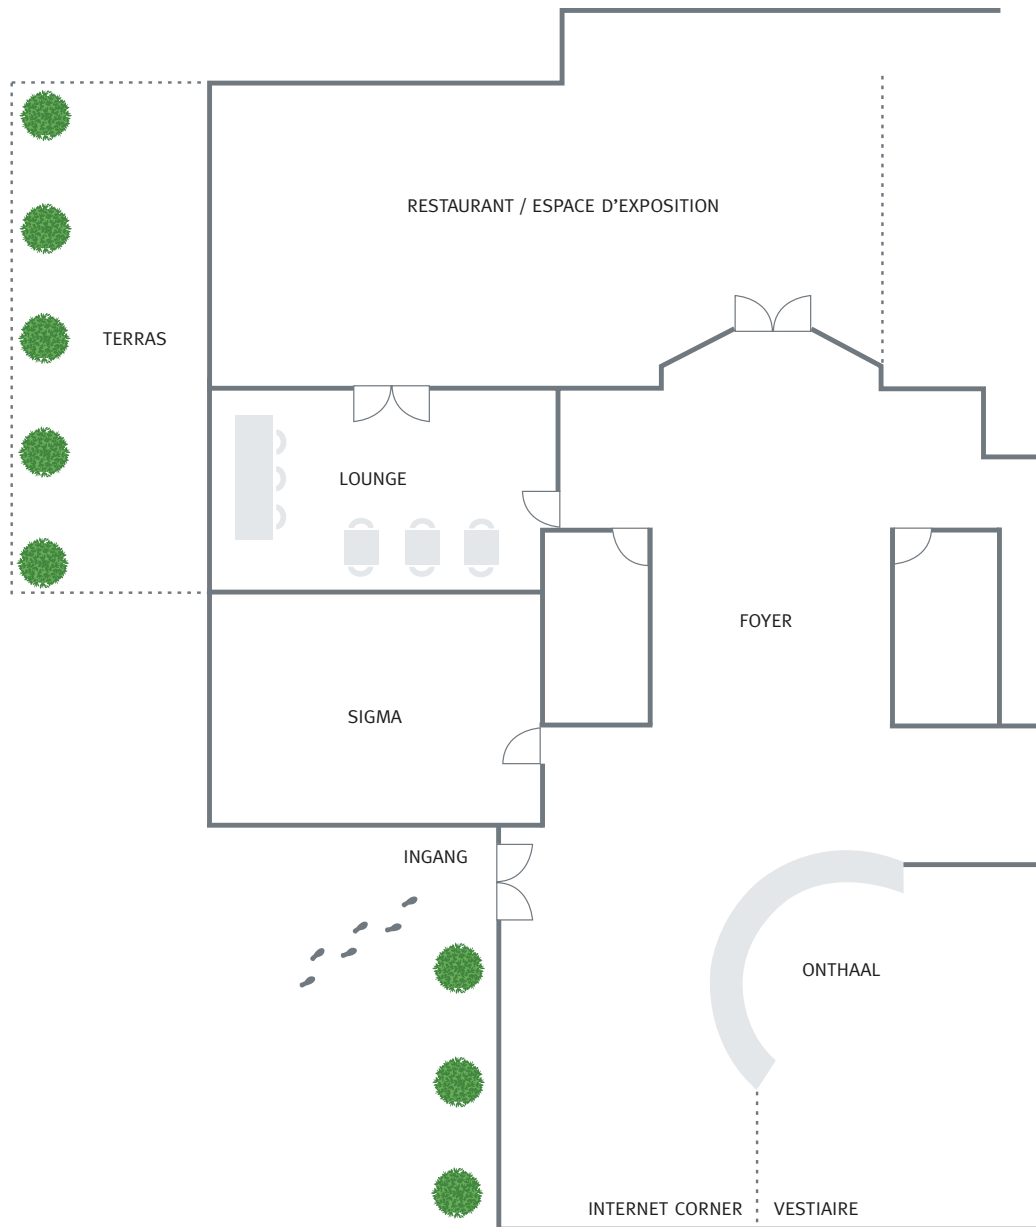 RESTAURANT / ESPACE D’EXPOSITION
TERRAS
LOUNGE
FOYER
SIGMA
INGANG
ONTHAAL
INTERNET CORNER
VESTIAIRE